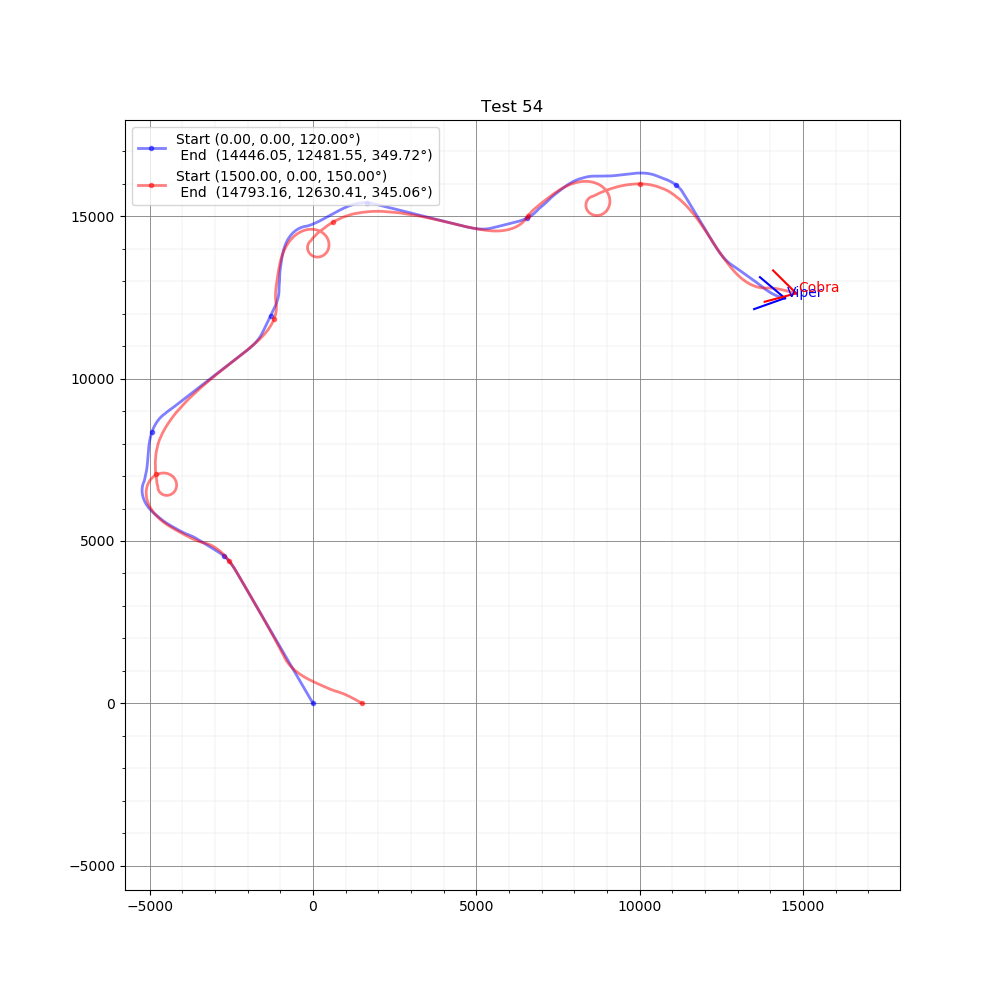 Test 54
Start (0.00, 0.00, 120.00°)
End (14446.05, 12481.55, 349.72°)
Start (1500.00, 0.00, 150.00°)
End (14793.16, 12630.41, 345.06°)
15000
10000
5000
0
−5000
Cobra
Viper
−5000
0
5000
10000
15000